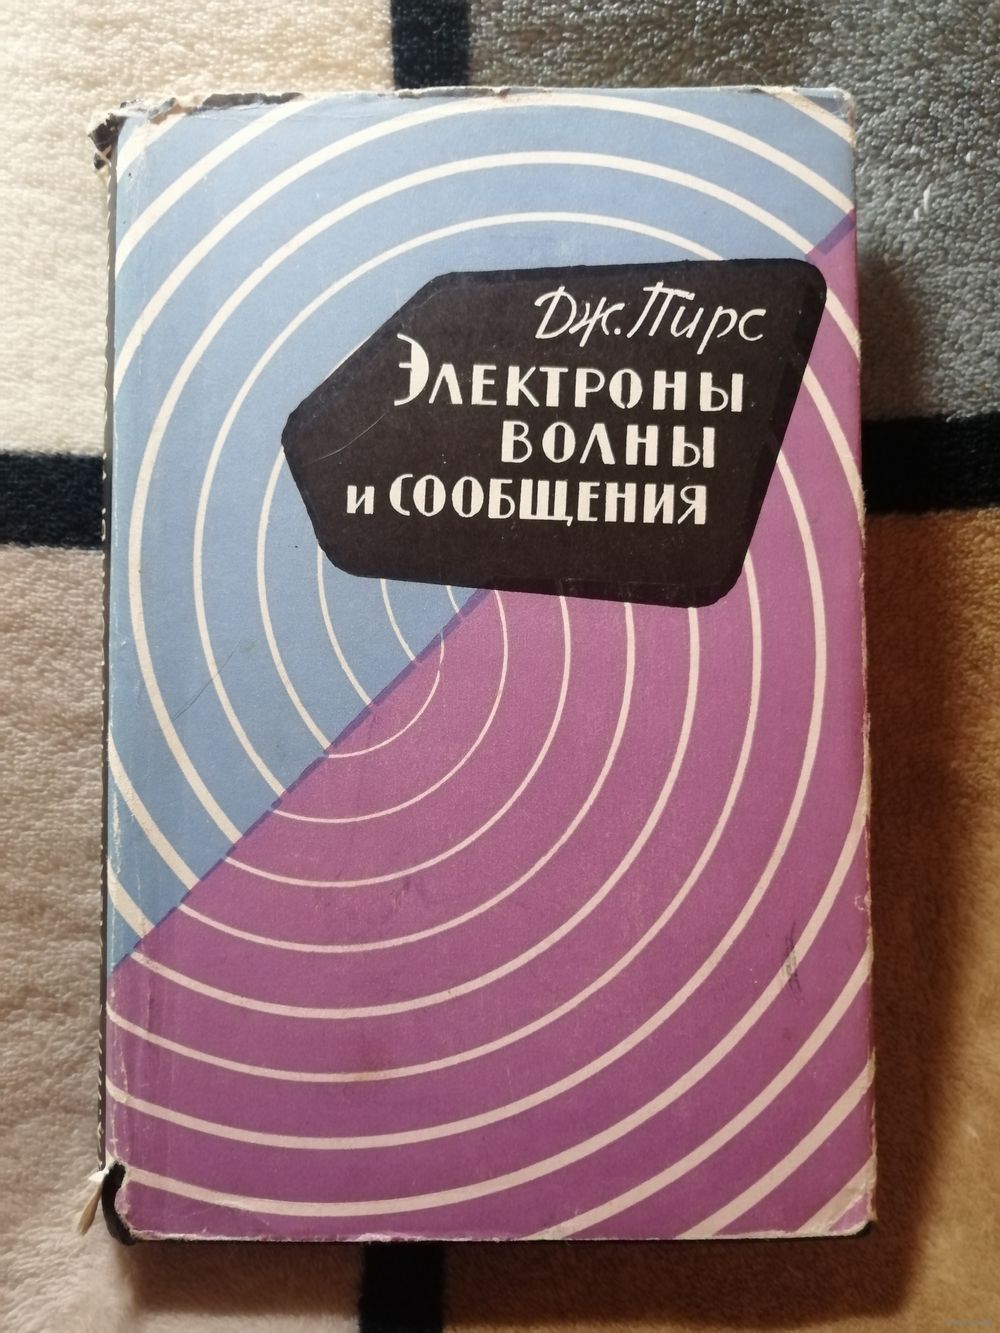 Дж. Пирс
Электроны
волны
и сообщения